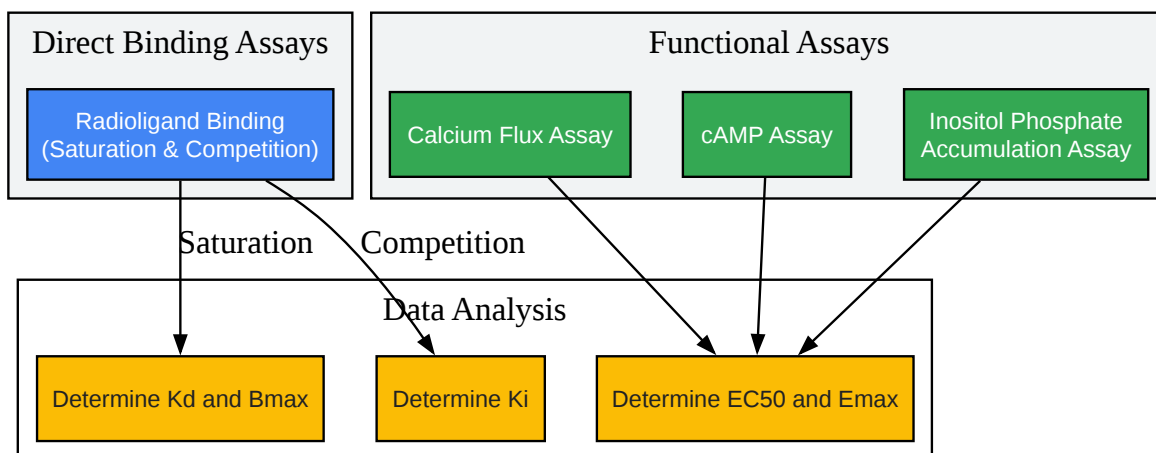 Direct Binding Assays
Functional Assays
Radioligand Binding
(Saturation & Competition)
Calcium Flux Assay
cAMP Assay
Inositol Phosphate
Accumulation Assay
Saturation
Competition
Data Analysis
Determine Kd and Bmax
Determine Ki
Determine EC50 and Emax